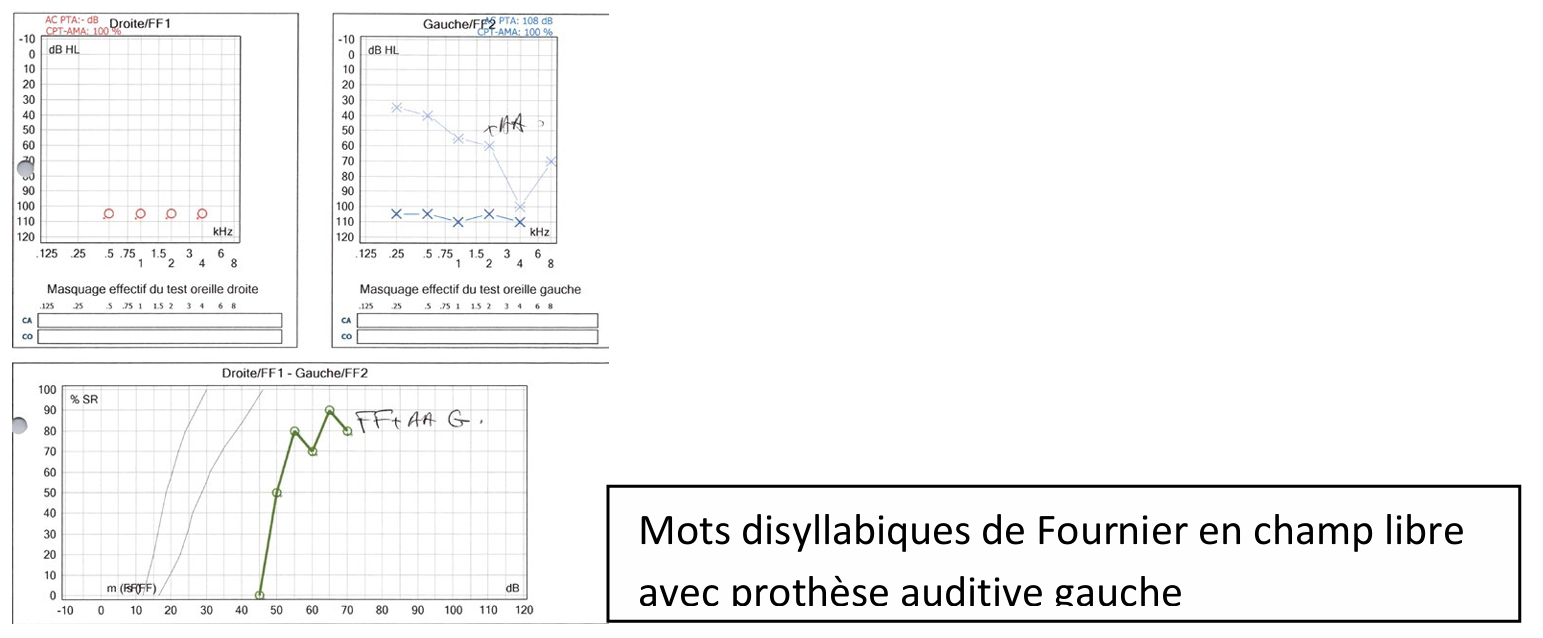 AC PTA:- dB
Droite/FF1
CPT-AMA: 100 %
dB HL
-10
0
10
20
30
40
50
60
70
80
90
100
110
120
kHz
.125 .25 .5 .75 1 1.5 2 3 4 6 8
Masquage effectif du test oreille droite
.125 .25 .5 .75 1 1.5 2 3 4 6 8
CA
CO
Gauche/FF2
AC PTA: 108 dB
CPT-AMA: 100 %
dB HL
-10
0
10
20
30
40
50
60
70
80
90
100
110
120
+AA
kHz
.125 .25 .5 .75 1 1.5 2 3 4 6 8
Masquage effectif du test oreille gauche
.125 .25 .5 .75 1 1.5 2 3 4 6 8
CA
CO
Droite/FF1 - Gauche/FF2
100
90
80
70
60
50
40
30
20
10
0
% SR
FF+AA G.
dB
-10 0 10 20 30 40 50 60 70 80 90 100 110 120
Mots disyllabiques de Fournier en champ libre
avec prothèse auditive gauche